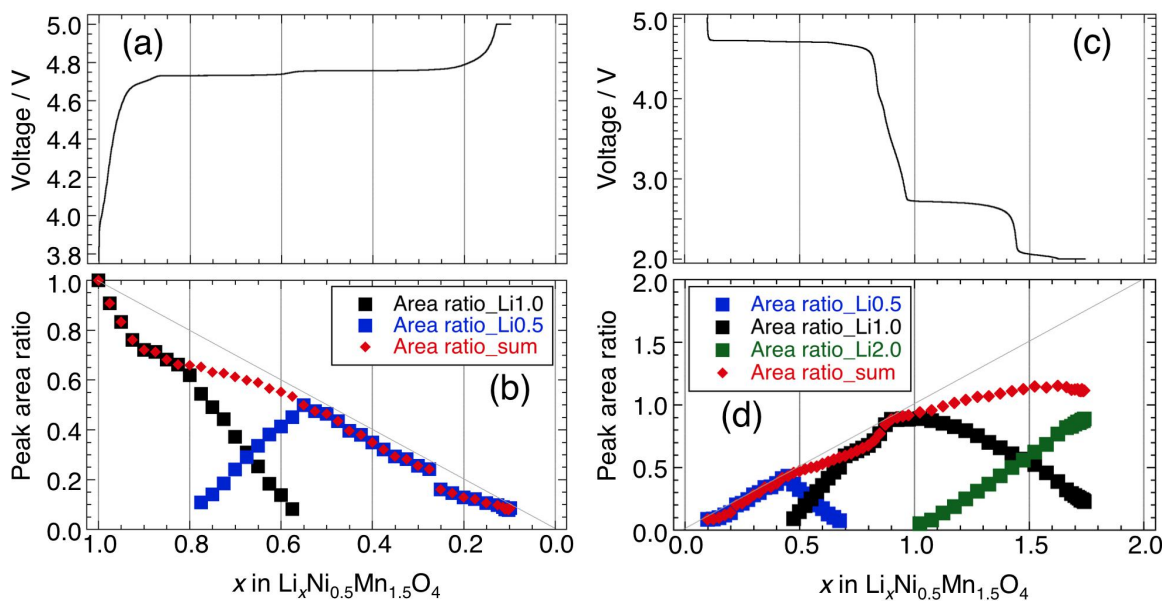 (a)
Voltage / V
5.0
4.8
4.6
4.4
4.2
4.0
3.8
(c)
Voltage / V
5.0
4.0
3.0
2.0
(b)
Peak area ratio
1.0
0.8
0.6
0.4
0.2
0.0
Area ratio_Li1.0
Area ratio_Li0.5
Area ratio_sum
1.0 0.8 0.6 0.4 0.2 0.0
x in LiₓNi₀.₅Mn₁.₅O₄
(d)
Peak area ratio
2.0
1.5
1.0
0.5
0.0
Area ratio_Li0.5
Area ratio_Li1.0
Area ratio_Li2.0
Area ratio_sum
0.0 0.5 1.0 1.5 2.0
x in LiₓNi₀.₅Mn₁.₅O₄